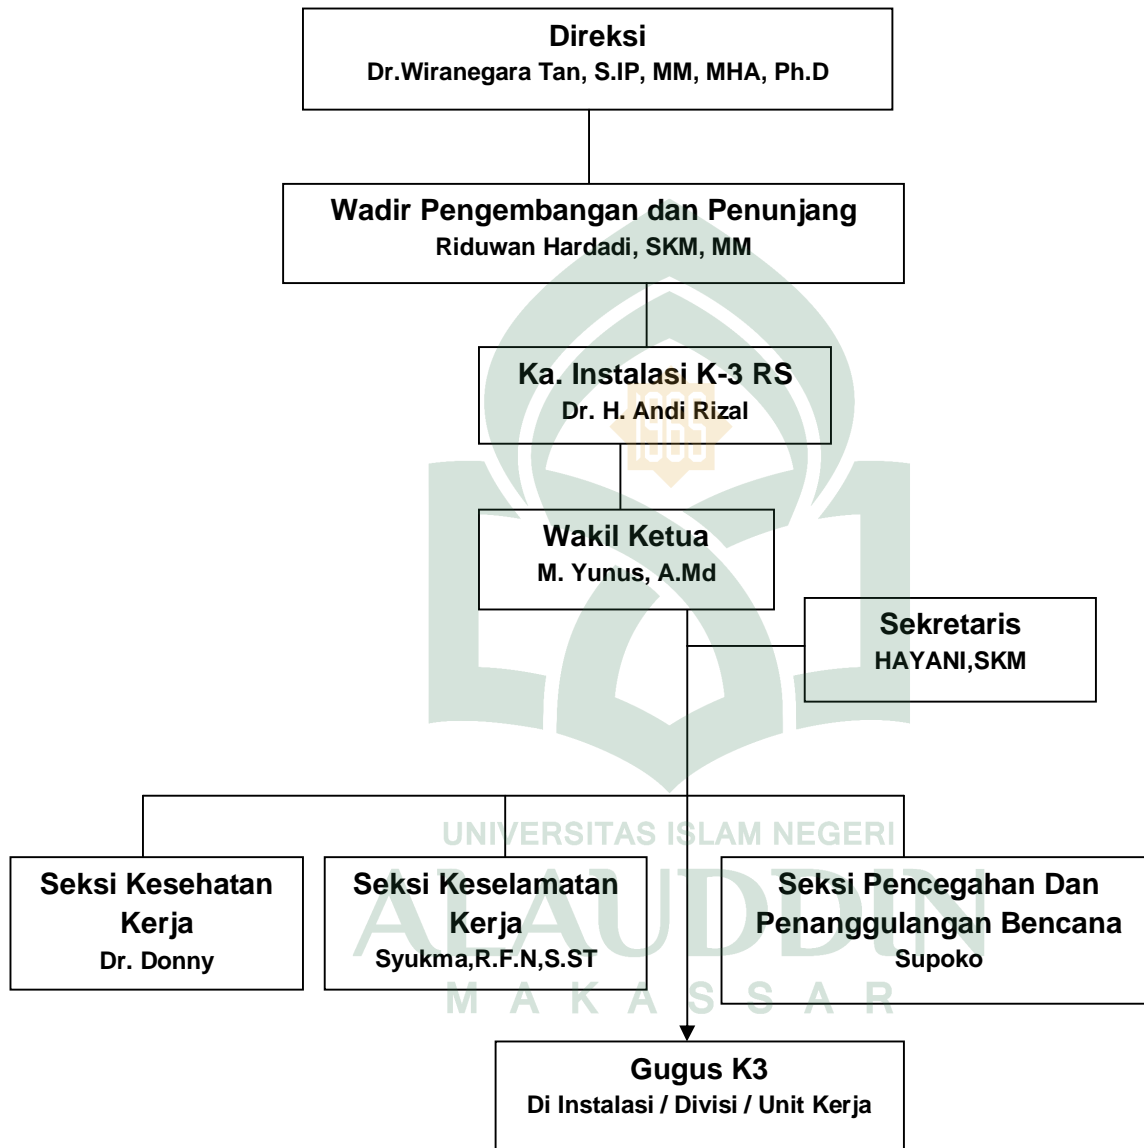 Direksi
Dr.Wiranegara Tan, S.IP, MM, MHA, Ph.D
Wadir Pengembangan dan Penunjang
Riduwan Hardadi, SKM, MM
Ka. Instalasi K-3 RS
Dr. H. Andi Rizal
1965
Wakil Ketua
M. Yunus, A.Md
Sekretaris
HAYANI,SKM
UNIVERSITAS ISLAM NEGERI
ALAUDDIN
MAKASSAR
Seksi Kesehatan
Kerja
Dr. Donny
Seksi Keselamatan
Kerja
Syukma,R.F.N,S.ST
Seksi Pencegahan Dan
Penanggulangan Bencana
Supoko
Gugus K3
Di Instalasi / Divisi / Unit Kerja